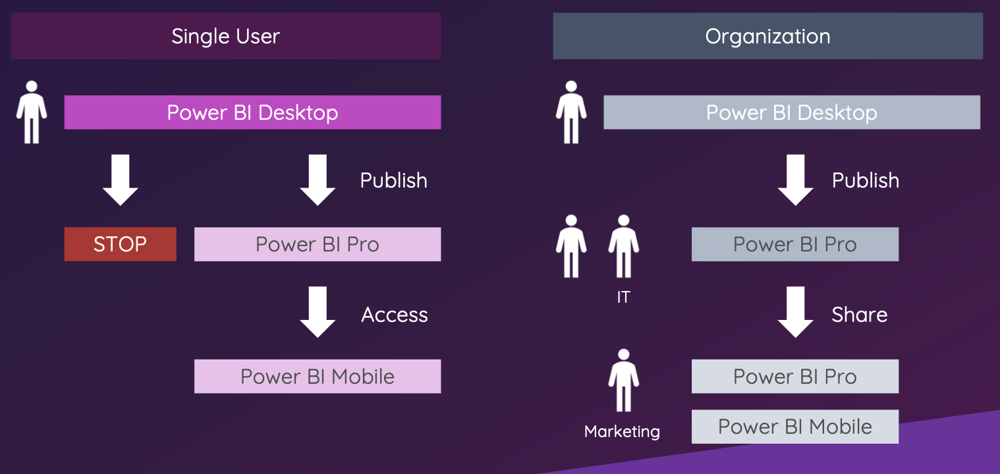 Single User
Power BI Desktop
Publish
STOP
Power BI Pro
Access
Power BI Mobile
Organization
Power BI Desktop
Publish
Power BI Pro
IT
Share
Power BI Pro
Marketing
Power BI Mobile